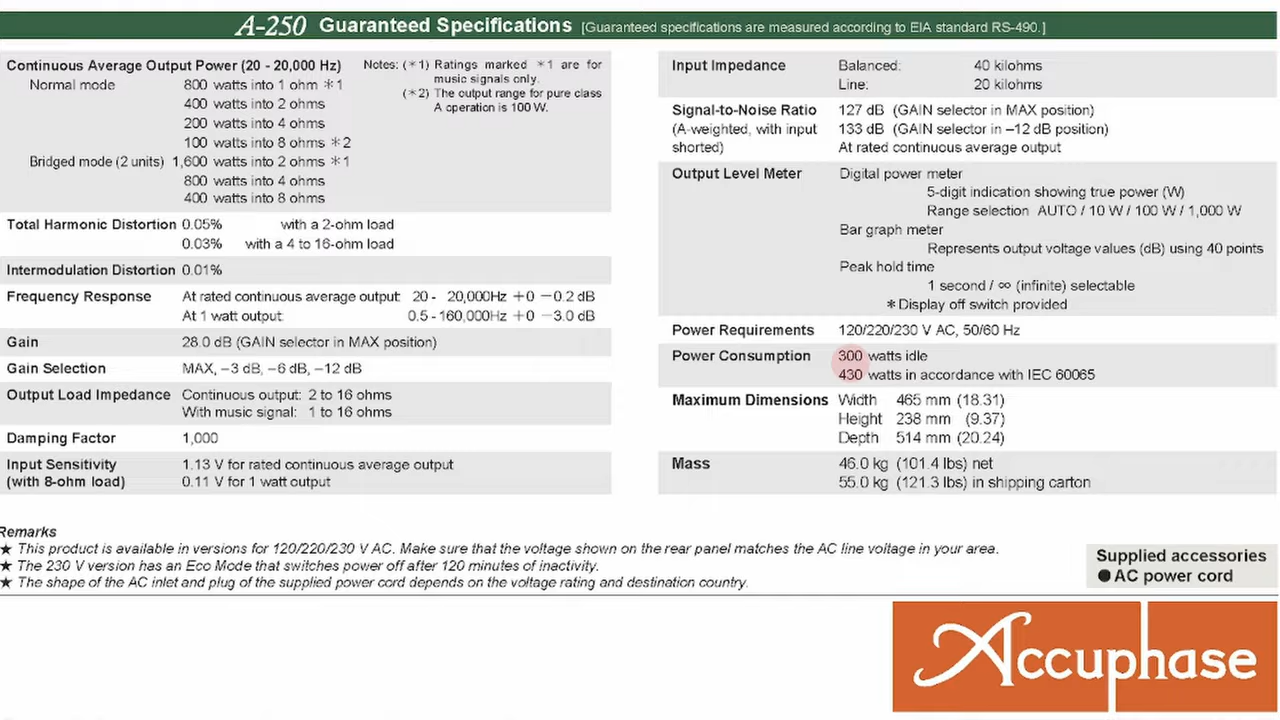 A-250 Guaranteed Specifications [Guaranteed specifications are measured according to EIA standard RS-490.]
Continuous Average Output Power (20 - 20,000 Hz)
Normal mode 800 watts into 1 ohm ＊1
400 watts into 2 ohms
200 watts into 4 ohms
100 watts into 8 ohms ＊2
Bridged mode (2 units) 1,600 watts into 2 ohms ＊1
800 watts into 4 ohms
400 watts into 8 ohms
Notes: (＊1) Ratings marked ＊1 are for
music signals only.
(＊2) The output range for pure class
A operation is 100 W.
Total Harmonic Distortion 0.05% with a 2-ohm load
0.03% with a 4 to 16-ohm load
Intermodulation Distortion 0.01%
Frequency Response At rated continuous average output: 20 - 20,000Hz ＋0 －0.2 dB
At 1 watt output: 0.5 -160,000Hz ＋0 －3.0 dB
Gain 28.0 dB (GAIN selector in MAX position)
Gain Selection MAX, −3 dB, −6 dB, −12 dB
Output Load Impedance Continuous output: 2 to 16 ohms
With music signal: 1 to 16 ohms
Damping Factor 1,000
Input Sensitivity 1.13 V for rated continuous average output
(with 8-ohm load) 0.11 V for 1 watt output
Input Impedance Balanced: 40 kilohms
Line: 20 kilohms
Signal-to-Noise Ratio 127 dB (GAIN selector in MAX position)
(A-weighted, with input 133 dB (GAIN selector in −12 dB position)
shorted) At rated continuous average output
Output Level Meter Digital power meter
5-digit indication showing true power (W)
Range selection AUTO / 10 W / 100 W / 1,000 W
Bar graph meter
Represents output voltage values (dB) using 40 points
Peak hold time
1 second / ∞ (infinite) selectable
＊Display off switch provided
Power Requirements 120/220/230 V AC, 50/60 Hz
Power Consumption 300 watts idle
430 watts in accordance with IEC 60065
Maximum Dimensions Width 465 mm (18.31)
Height 238 mm (9.37)
Depth 514 mm (20.24)
Mass 46.0 kg (101.4 lbs) net
55.0 kg (121.3 lbs) in shipping carton
Remarks
★ This product is available in versions for 120/220/230 V AC. Make sure that the voltage shown on the rear panel matches the AC line voltage in your area.
★ The 230 V version has an Eco Mode that switches power off after 120 minutes of inactivity.
★ The shape of the AC inlet and plug of the supplied power cord depends on the voltage rating and destination country.
Supplied accessories
● AC power cord
Accuphase